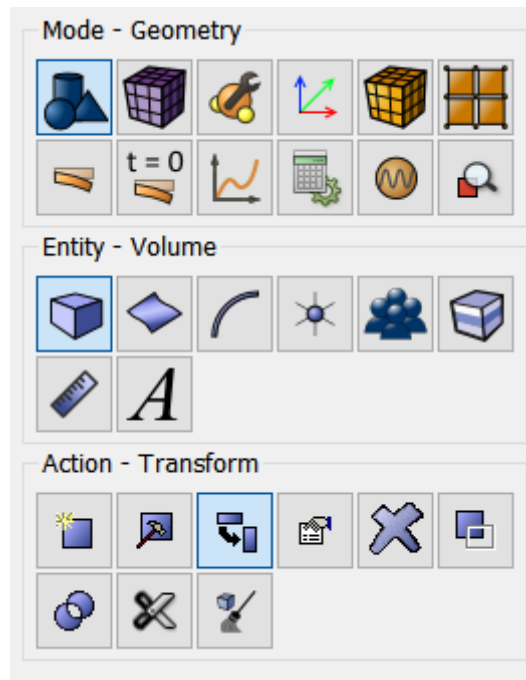 Mode - Geometry
t = 0
Entity - Volume
A
Action - Transform